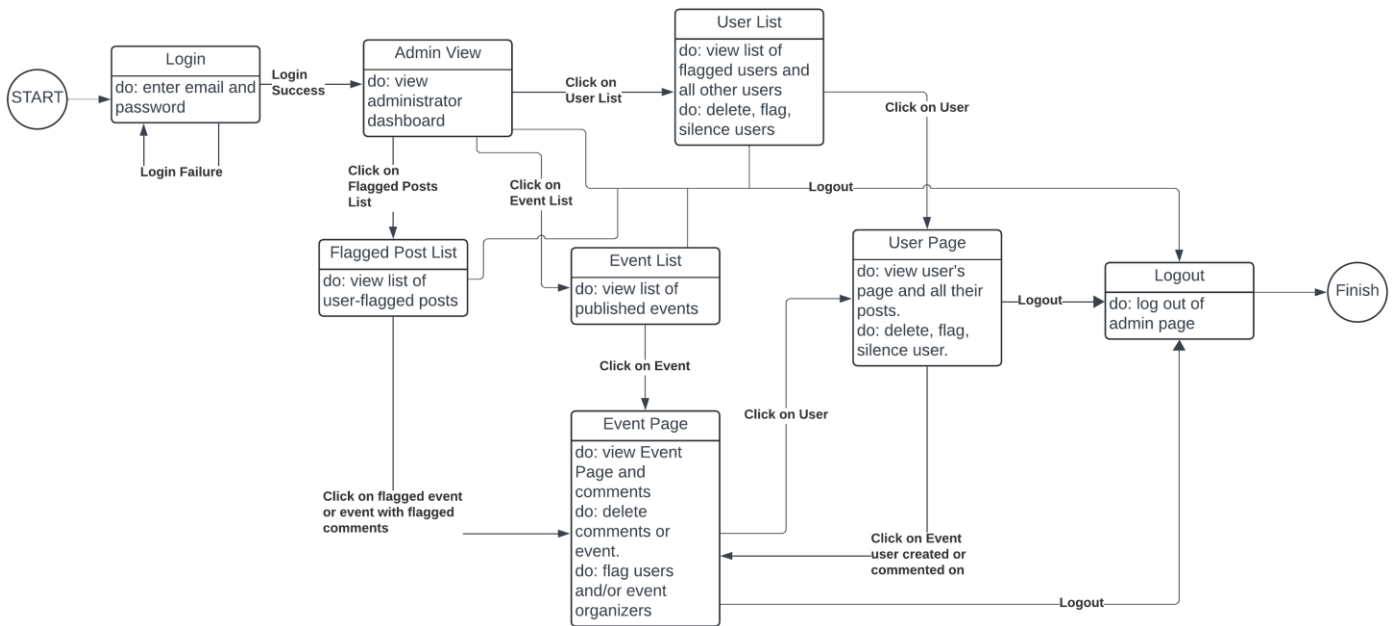 START
Login
do: enter email and
password
Login Failure
Login
Success
Admin View
do: view
administrator
dashboard
Click on
User List
User List
do: view list of
flagged users and
all other users
do: delete, flag,
silence users
Click on User
Click on
Flagged Posts
List
Click on
Event List
Logout
Flagged Post List
do: view list of
user-flagged posts
Event List
do: view list of
published events
User Page
do: view user's
page and all their
posts.
do: delete, flag,
silence user.
Logout
Logout
do: log out of
admin page
Finish
Click on Event
Click on User
Event Page
do: view Event
Page and
comments
do: delete
comments or
event.
do: flag users
and/or event
organizers
Click on flagged event
or event with flagged
comments
Click on Event
user created or
commented on
Logout